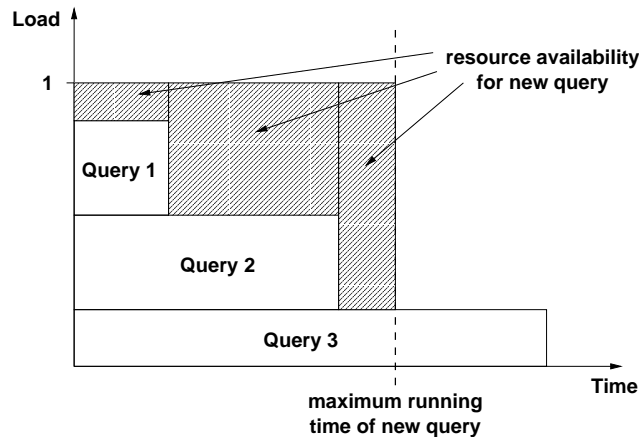 Load
resource availability
for new query
1
Query 1
Query 2
Query 3
Time
maximum running
time of new query